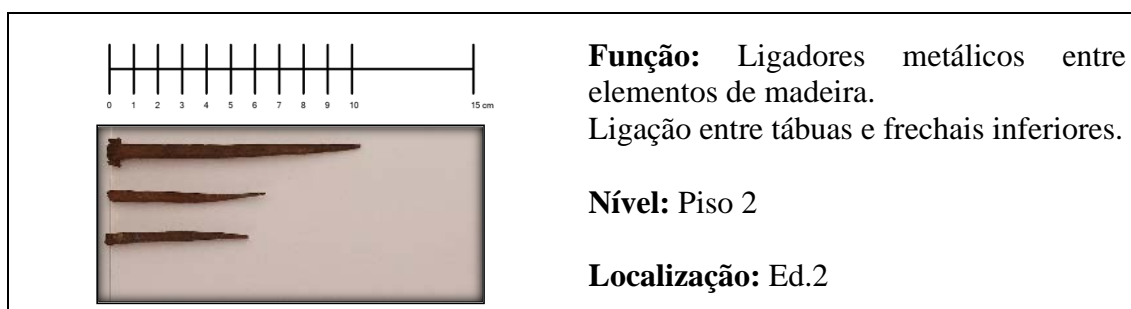 0 1 2 3 4 5 6 7 8 9 10 15 cm
Função: Ligadores metálicos entre
elementos de madeira.
Ligação entre tábuas e frechais inferiores.
Nível: Piso 2
Localização: Ed.2